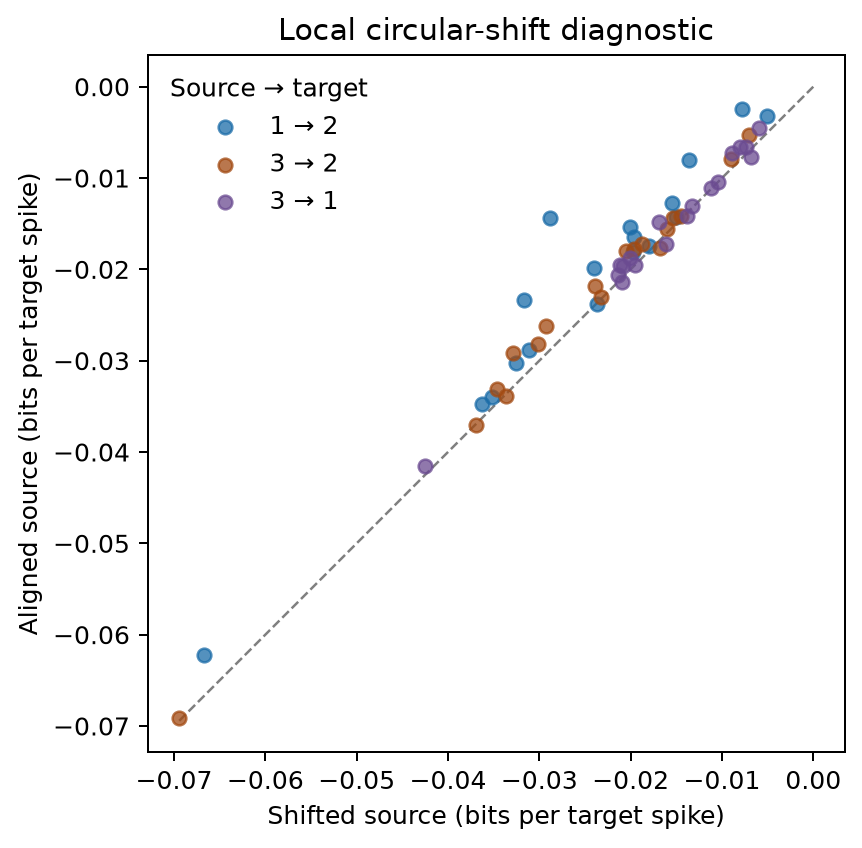 Local circular-shift diagnostic
Aligned source (bits per target spike)
0.00
−0.01
−0.02
−0.03
−0.04
−0.05
−0.06
−0.07
Source → target
1 → 2
3 → 2
3 → 1
−0.07 −0.06 −0.05 −0.04 −0.03 −0.02 −0.01 0.00
Shifted source (bits per target spike)